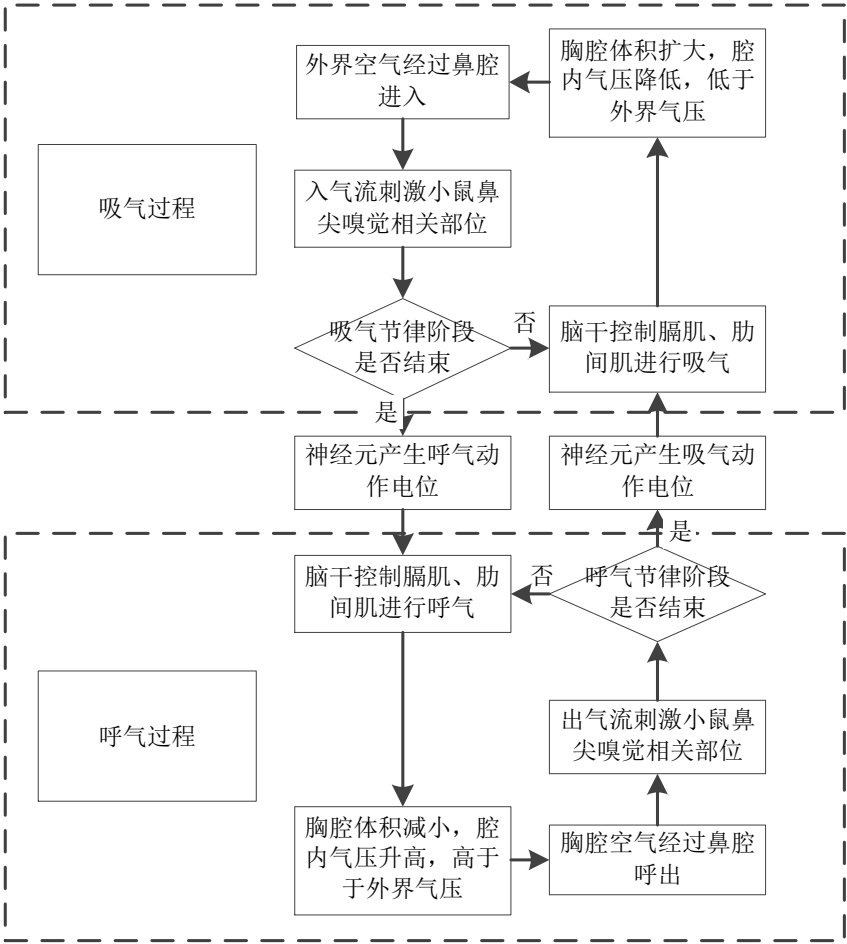 外界空气经过鼻腔
进入
胸腔体积扩大，腔
内气压降低，低于
外界气压
吸气过程
入气流刺激小鼠鼻
尖嗅觉相关部位
吸气节律阶段
是否结束
否
脑干控制膈肌、肋
间肌进行吸气
是
神经元产生呼气动
作电位
神经元产生吸气动
作电位
是
脑干控制膈肌、肋
间肌进行呼气
否
呼气节律阶段
是否结束
呼气过程
出气流刺激小鼠鼻
尖嗅觉相关部位
胸腔体积减小，腔
内气压升高，高于
于外界气压
胸腔空气经过鼻腔
呼出